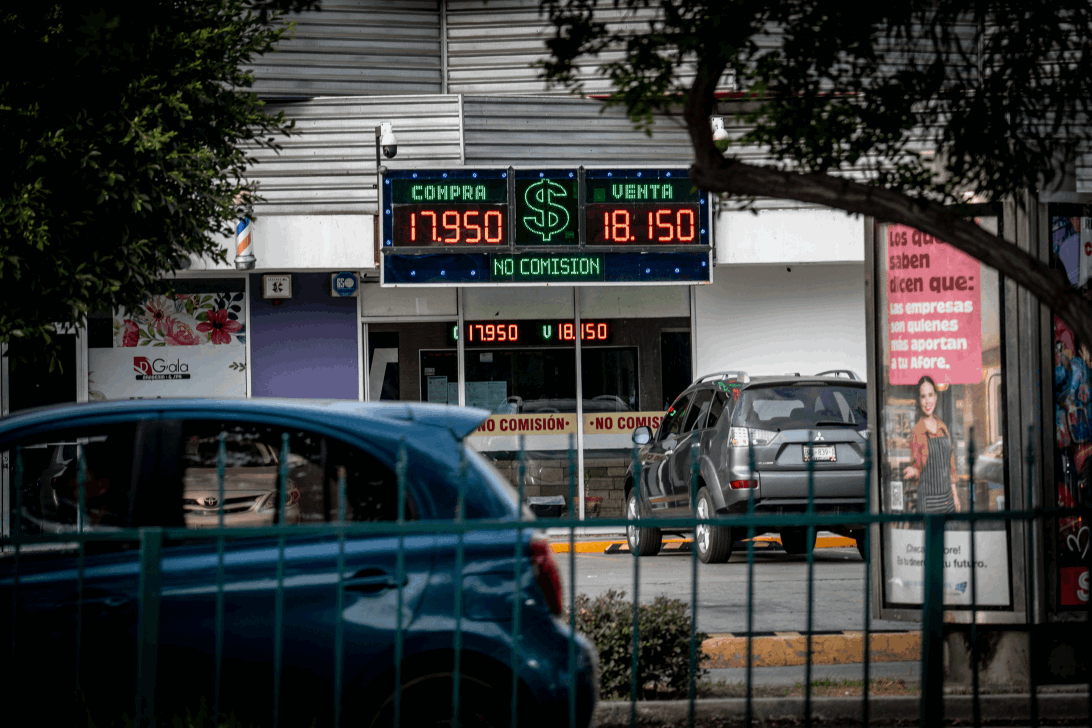 COMPRA
$
VENTA
17.950
18.150
NO COMISION
17.950
V 18.150
Gala
NO COMISIÓN•
•NO COMISI
Los que
saben
dicen que:
Las empresas
son quienes
más aportan
a tu Afore.